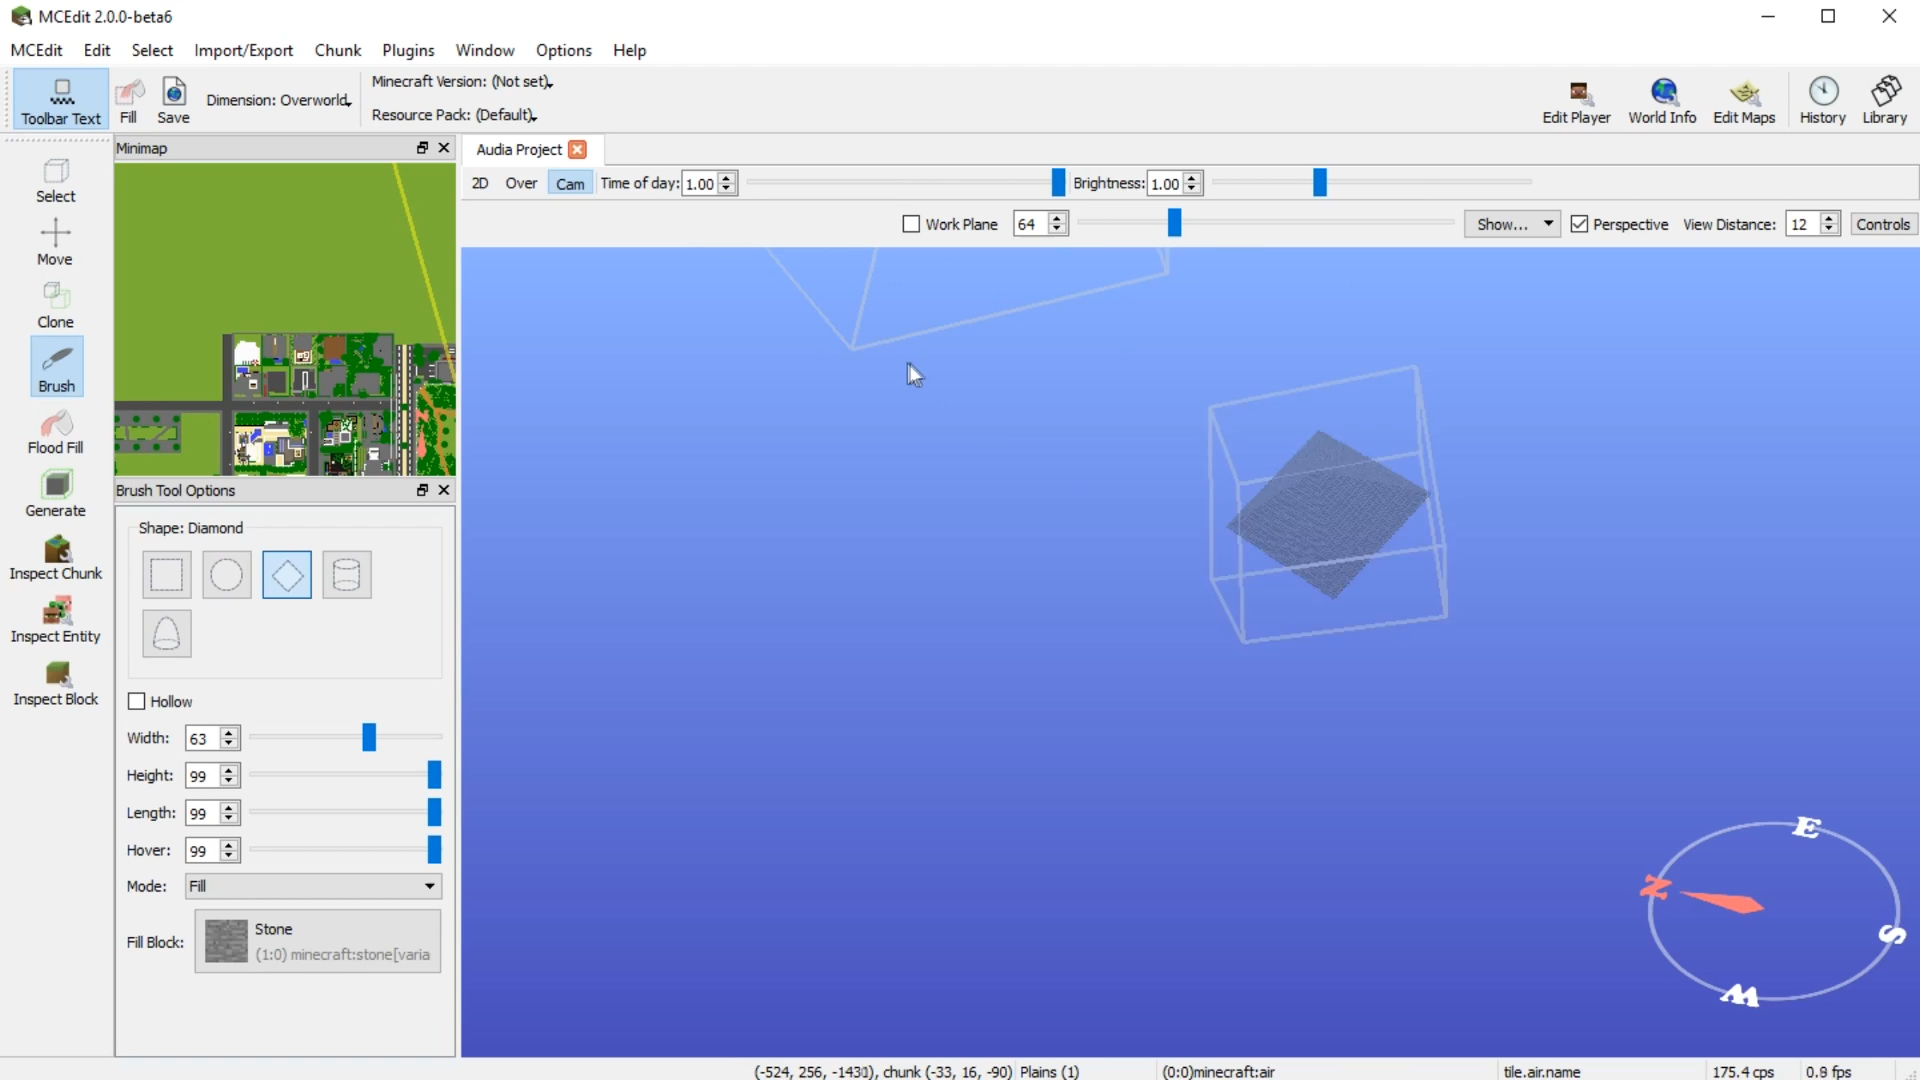 MCEdit 2.0.0-beta6
MCEdit Edit Select Import/Export Chunk Plugins Window Options Help
Toolbar Text Fill Save Dimension: Overworld
Minecraft Version: (Not set)
Resource Pack: (Default)
Edit Player World Info Edit Maps History Library
Minimap
Audia Project
2D Over Cam Time of day: 1.00 Brightness: 1.00
Work Plane 64 Show... Perspective View Distance: 12 Controls
Select
Move
Clone
Brush
Flood Fill
Generate
Inspect Chunk
Inspect Entity
Inspect Block
Brush Tool Options
Shape: Diamond
Hollow
Width: 63
Height: 99
Length: 99
Hover: 99
Mode: Fill
Fill Block: Stone
(1:0) minecraft:stone[varia
E
N
S
W
chunk (-33, 16, -90) Plains (1) (0:0)minecraft:air tile.air.name 175.4 cps fps